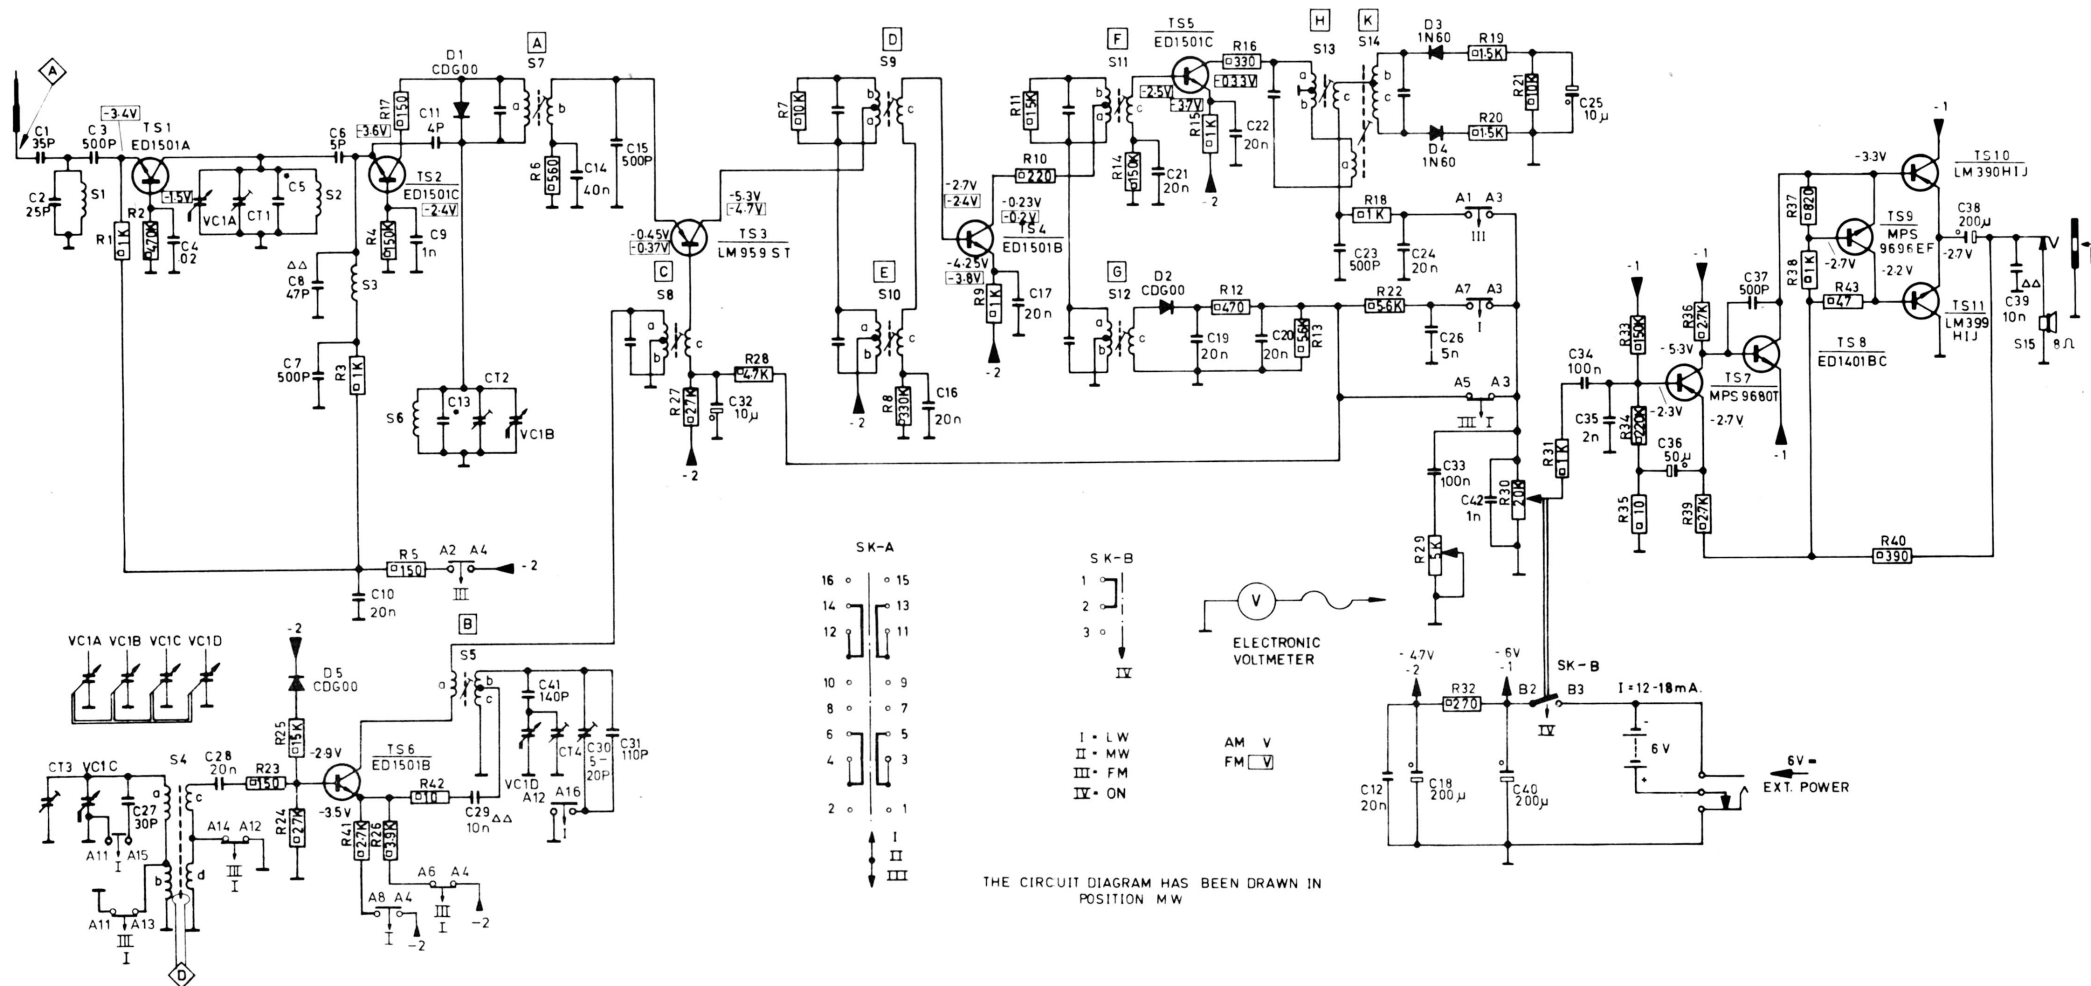 A
C1
35P
C3
500P
-3.4V
TS1
ED1501A
C2
25P
S1
R1
1K
R2
470K
-1.5V
C4
.02
VC1A
CT1
C5
S2
C6
5P
-3.6V
R17
150
D1
CDG00
C11
4P
TS2
ED1501C
-2.4V
R4
150K
C9
1n
ΔΔ
C8
47P
S3
C7
500P
R3
1K
CT2
C13
S6
VC1B
R5
150
A2 A4
-2
III
C10
20n
A
S7
a
b
R6
560
C14
40n
C15
500P
-5.3V
-4.7V
-0.45V
-0.37V
TS3
LM959 ST
C
S8
a
b
c
R28
4.7K
R27
27K
C32
10µ
-2
D
S9
R7
10K
b
a
c
E
S10
a
b
c
-2
R8
330K
C16
20n
-2.7V
-2.4V
-0.23V
-0.2V
TS4
ED1501B
-4.25V
-3.8V
R9
1K
C17
20n
-2
R10
220
F
S11
R11
1.5K
b
a
c
R14
150K
C21
20n
TS5
ED1501C
-2.5V
-3.7V
R16
330
-0.33V
R15
1K
C22
20n
-2
G
S12
a
b
c
D2
CDG00
R12
470
C19
20n
C20
20n
R13
5.6K
H
S13
a
b
c
a
K
S14
b
c
D3
1N60
R19
1.5K
D4
1N60
R20
1.5K
R21
10K
C25
10µ
R18
1K
C23
500P
C24
20n
A1 A3
III
R22
56K
C26
5n
A7 A3
I
A5 A3
III I
C33
100n
R29
5K
C42
1n
R30
20K
R31
1K
C34
100n
C35
2n
-1
R33
150K
R34
220K
C36
50µ
R35
10
R39
2.7K
-1
R36
2.7K
-5.3V
-2.3V
-2.7V
TS7
MPS9680T
C37
500P
TS8
ED1401BC
-1
R37
820
R38
1K
R43
47
-3.3V
TS9
MPS
9696EF
-2.7V
-2.2V
-1
TS10
LM390HIJ
-2.7V
TS11
LM399
HIJ
C38
200µ
C39
ΔΔ
10n
S15
8Ω
R40
390
VC1A VC1B VC1C VC1D
CT3
VC1C
C27
30P
S4
a
c
b
d
A11 A15
I
A14 A12
III
I
A11 A13
III
I
D
C28
20n
R23
150
-2
D5
CDG00
R25
15K
R24
27K
-2.9V
TS6
ED1501B
-3.5V
R41
2.7K
R26
3.9K
R42
10
C29
10n ΔΔ
A6 A4
III
I
-2
A8 A4
I
-2
B
S5
a
b
c
C41
140P
VC1D
CT4
C30
5-
20P
C31
110P
A12 A16
I
SK-A
16 15
14 13
12 11
10 9
8 7
6 5
4 3
2 1
I
II
III
SK-B
1
2
3
IV
V
ELECTRONIC
VOLTMETER
I - LW
II - MW
III - FM
IV - ON
AM V
FM V
THE CIRCUIT DIAGRAM HAS BEEN DRAWN IN
POSITION MW
-4.7V
-2
R32
270
-6V
-1
B2
SK-B
B3
IV
I = 12-18mA.
6V
-
+
C12
20n
C18
200µ
C40
200µ
6V=
EXT. POWER